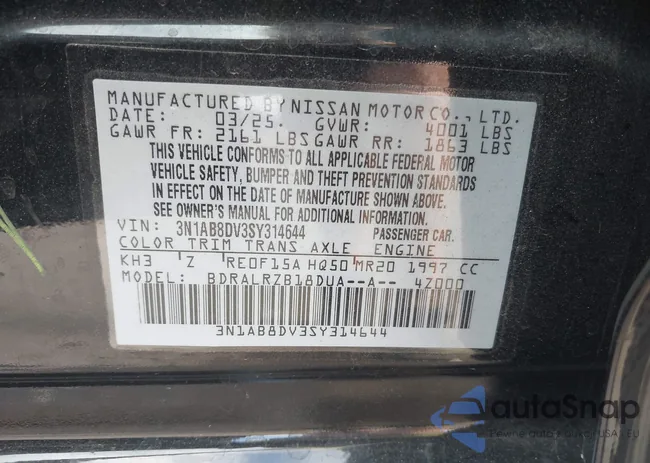 MANUFACTURED BY NISSAN MOTOR CO., LTD.
DATE: 03/25 GVWR: 4001 LBS
GAWR FR: 2161 LBS GAWR RR: 1863 LBS
THIS VEHICLE CONFORMS TO ALL APPLICABLE FEDERAL MOTOR
VEHICLE SAFETY, BUMPER AND THEFT PREVENTION STANDARDS
IN EFFECT ON THE DATE OF MANUFACTURE SHOWN ABOVE.
SEE OWNER'S MANUAL FOR ADDITIONAL INFORMATION.
VIN: 3N1AB8DV3SY314644 PASSENGER CAR.
COLOR TRIM TRANS AXLE ENGINE
KH3 Z RE0F15A HQ50 MR20 1997 CC
MODEL: BDRALRZB18DUA--A-- 4Z000
3N1AB8DV3SY314644
autoSnap